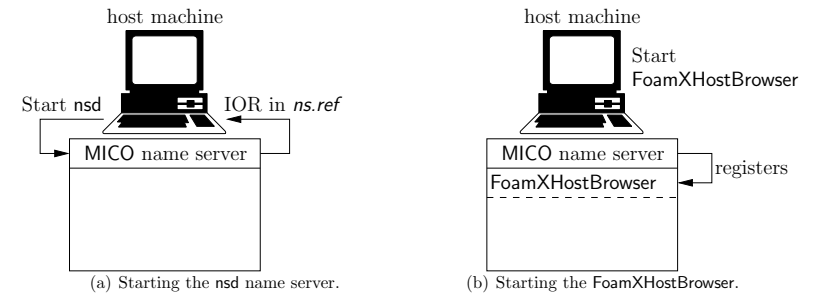 host machine
Start nsd
IOR in ns.ref
MICO name server
(a) Starting the nsd name server.
host machine
Start
FoamXHostBrowser
MICO name server
registers
FoamXHostBrowser
(b) Starting the FoamXHostBrowser.